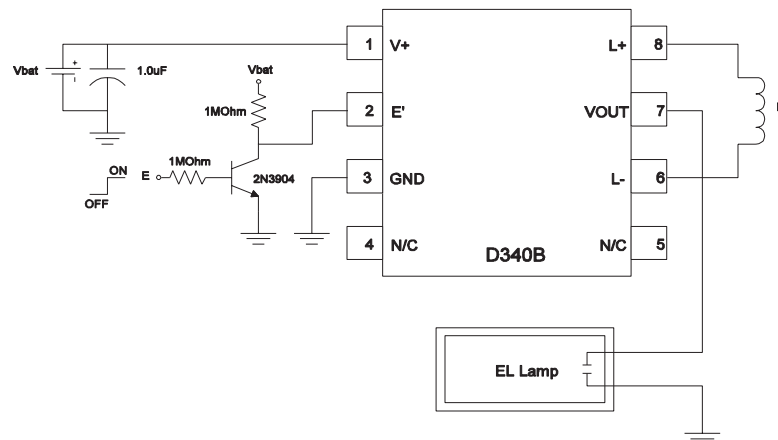 1 V+
L+ 8
Vbat
+
-
1.0uF
Vbat
1MOhm
2 E'
VOUT 7
1MOhm
ON
E
OFF
2N3904
3 GND
L- 6
4 N/C
N/C 5
D340B
EL Lamp